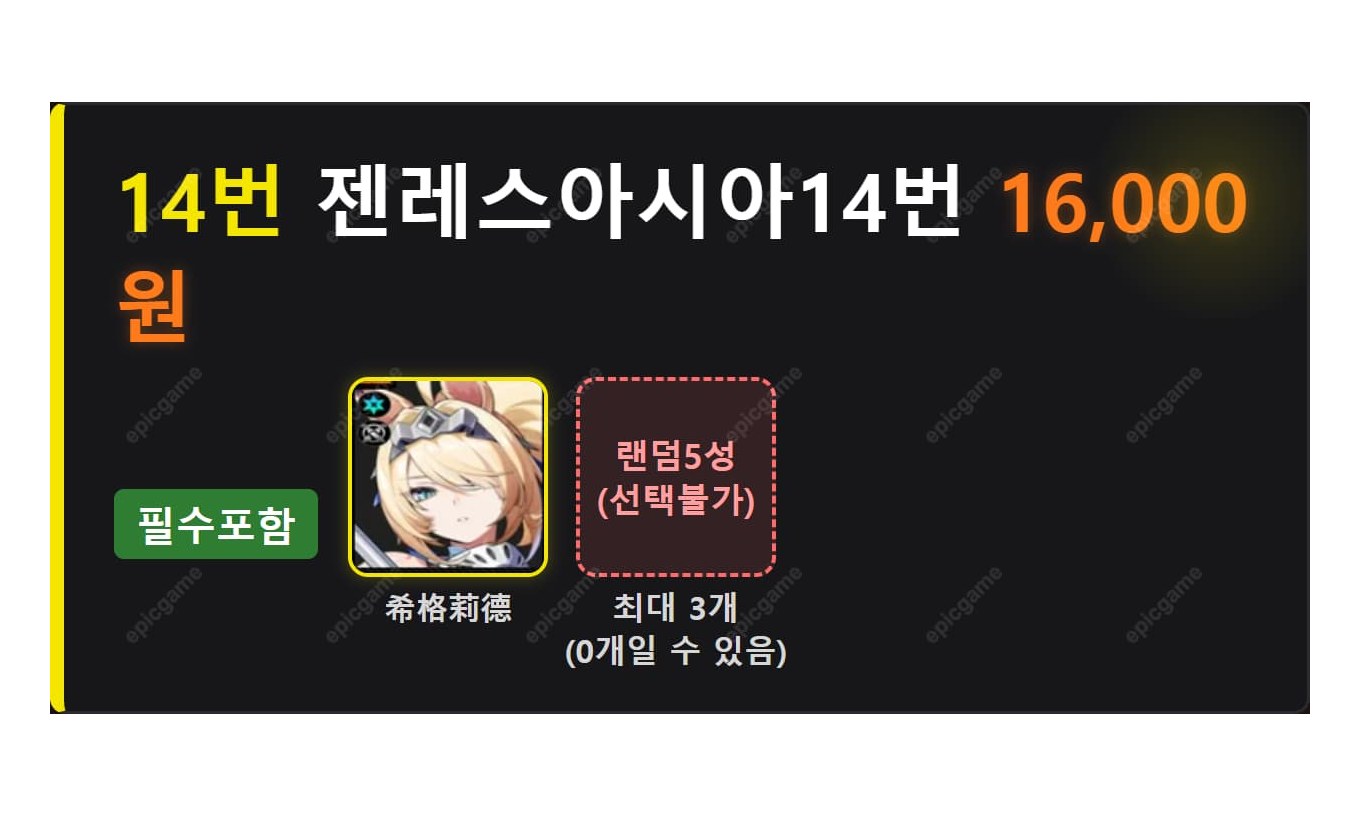 14번 젠레스아시아14번 16,000
원
필수포함
希格莉德
랜덤5성
(선택불가)
최대 3개
(0개일 수 있음)
epicgame